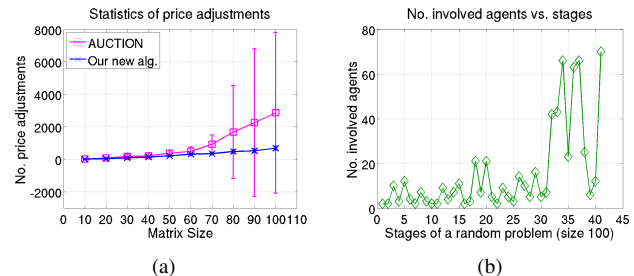 Statistics of price adjustments
No. price adjustments
8000
6000
4000
2000
0
-2000
AUCTION
Our new alg.
0 10 20 30 40 50 60 70 80 90 100 110
Matrix Size
(a)
No. involved agents vs. stages
No. involved agents
80
60
40
20
0
0 5 10 15 20 25 30 35 40 45
Stages of a random problem (size 100)
(b)